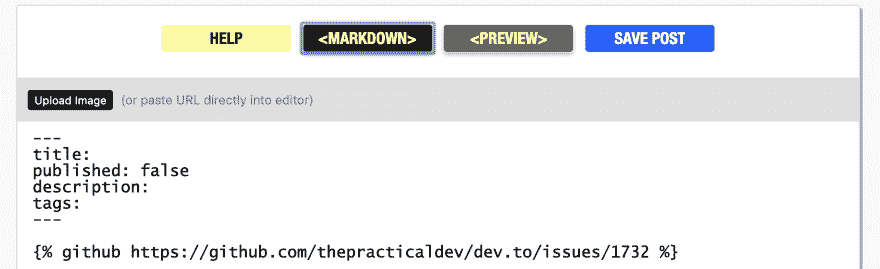 HELP <MARKDOWN> <PREVIEW> SAVE POST
Upload Image (or paste URL directly into editor)
---
title:
published: false
description:
tags:
---
{% github https://github.com/thepracticaldev/dev.to/issues/1732 %}